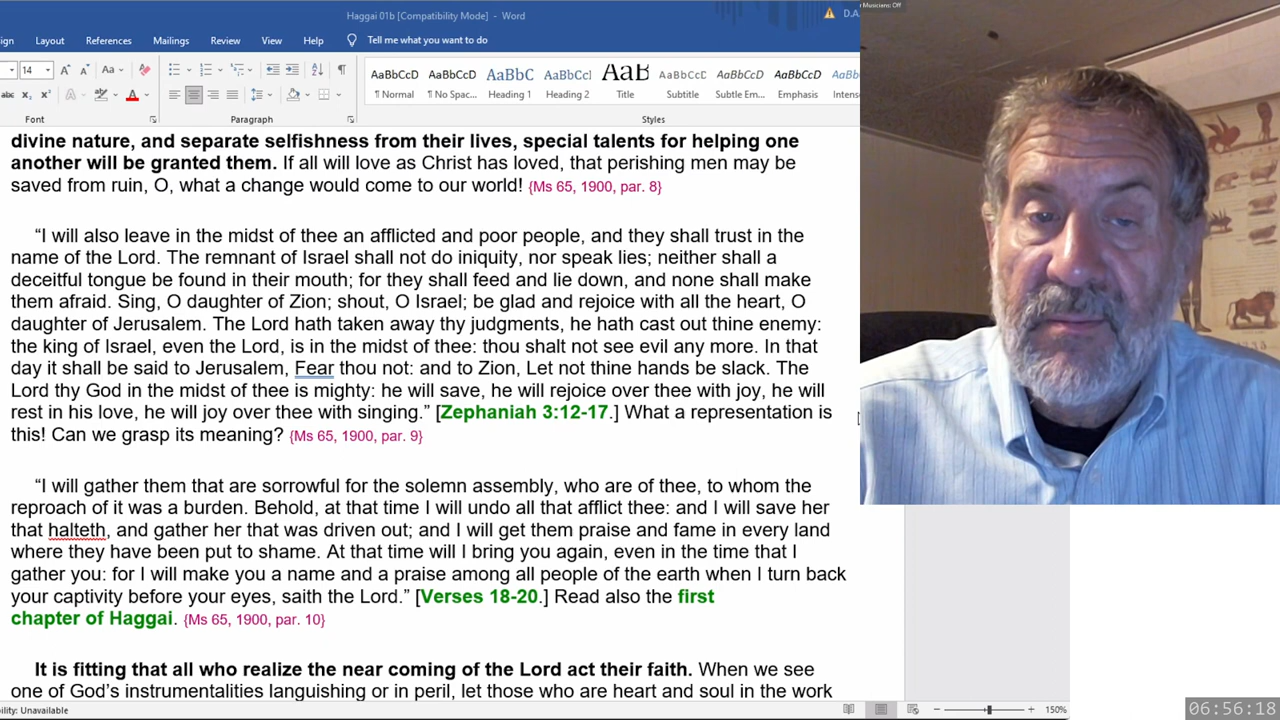 Haggai 01b [Compatibility Mode] - Word
D.A.
Musicians: Off
ign Layout References Mailings Review View Help Tell me what you want to do
14 Aa
abc x₂ x² A
AaBbCcD AaBbCcD AaBbC AaBbCc AaB AaBbCcD AaBbCcD AaBbCcD AaBb
¶ Normal ¶ No Spac... Heading 1 Heading 2 Title Subtitle Subtle Em... Emphasis Intens
Font Paragraph Styles
divine nature, and separate selfishness from their lives, special talents for helping one
another will be granted them. If all will love as Christ has loved, that perishing men may be
saved from ruin, O, what a change would come to our world! {Ms 65, 1900, par. 8}
“I will also leave in the midst of thee an afflicted and poor people, and they shall trust in the
name of the Lord. The remnant of Israel shall not do iniquity, nor speak lies; neither shall a
deceitful tongue be found in their mouth; for they shall feed and lie down, and none shall make
them afraid. Sing, O daughter of Zion; shout, O Israel; be glad and rejoice with all the heart, O
daughter of Jerusalem. The Lord hath taken away thy judgments, he hath cast out thine enemy:
the king of Israel, even the Lord, is in the midst of thee: thou shalt not see evil any more. In that
day it shall be said to Jerusalem, Fear thou not: and to Zion, Let not thine hands be slack. The
Lord thy God in the midst of thee is mighty: he will save, he will rejoice over thee with joy, he will
rest in his love, he will joy over thee with singing.” [Zephaniah 3:12-17.] What a representation is
this! Can we grasp its meaning? {Ms 65, 1900, par. 9}
“I will gather them that are sorrowful for the solemn assembly, who are of thee, to whom the
reproach of it was a burden. Behold, at that time I will undo all that afflict thee: and I will save her
that halteth, and gather her that was driven out; and I will get them praise and fame in every land
where they have been put to shame. At that time will I bring you again, even in the time that I
gather you: for I will make you a name and a praise among all people of the earth when I turn back
your captivity before your eyes, saith the Lord.” [Verses 18-20.] Read also the first
chapter of Haggai. {Ms 65, 1900, par. 10}
It is fitting that all who realize the near coming of the Lord act their faith. When we see
one of God’s instrumentalities languishing or in peril, let those who are heart and soul in the work
bility: Unavailable
150%
06:56:18